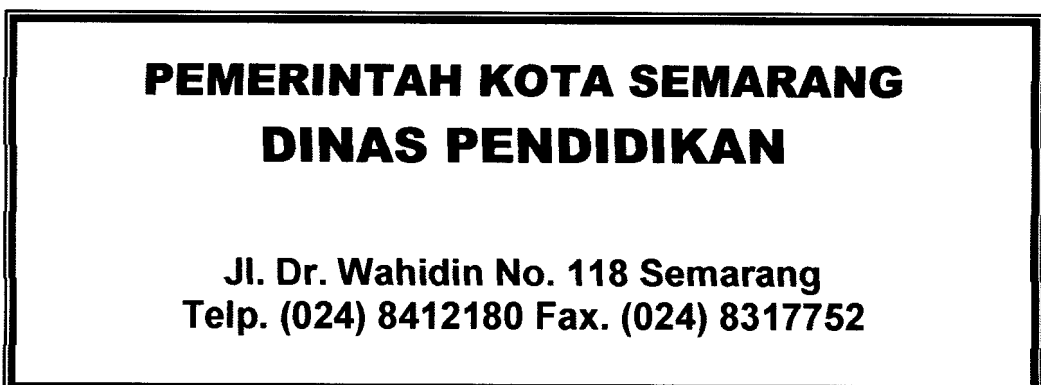 PEMERINTAH KOTA SEMARANG
DINAS PENDIDIKAN
Jl. Dr. Wahidin No. 118 Semarang
Telp. (024) 8412180 Fax. (024) 8317752